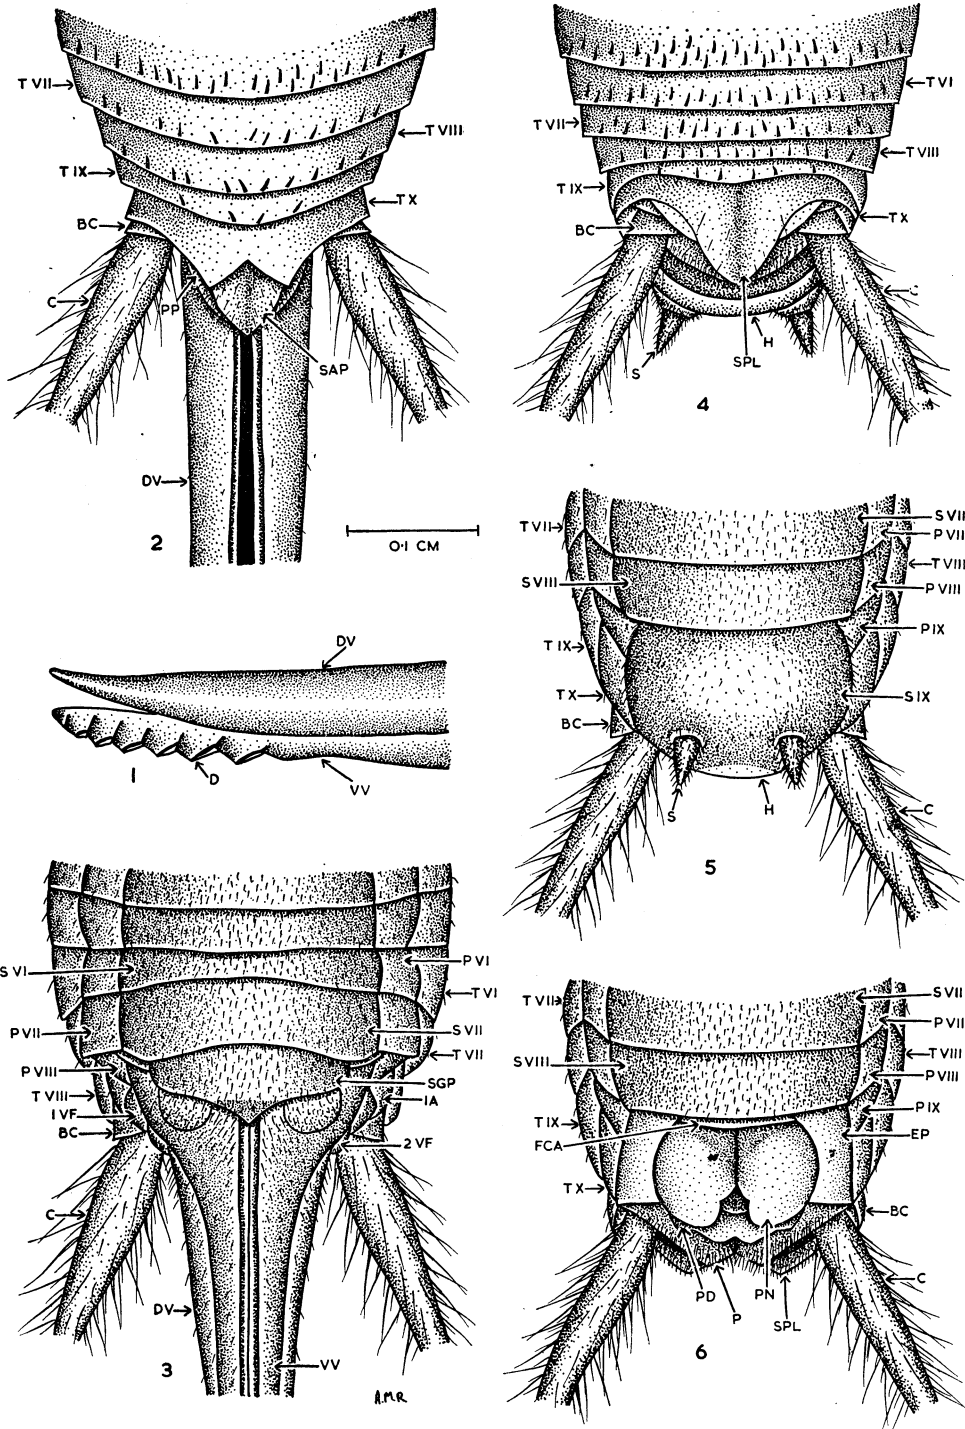 T VII
T VIII
T IX
T X
BC
C
PP
SAP
DV
2
0·1 CM
T VI
T VII
T VIII
T IX
T X
BC
C
S
SPL
H
4
DV
1
D
VV
T VII
S VII
P VII
T VIII
S VIII
P VIII
P IX
T IX
S IX
T X
BC
S
H
C
5
S VI
P VI
T VI
P VII
S VII
T VII
P VIII
SGP
T VIII
IA
I VF
BC
2 VF
C
DV
VV
3
A.M.R
T VII
S VII
P VII
S VIII
T VIII
P VIII
P IX
T IX
EP
FCA
T X
BC
C
PD
P
PN
SPL
6